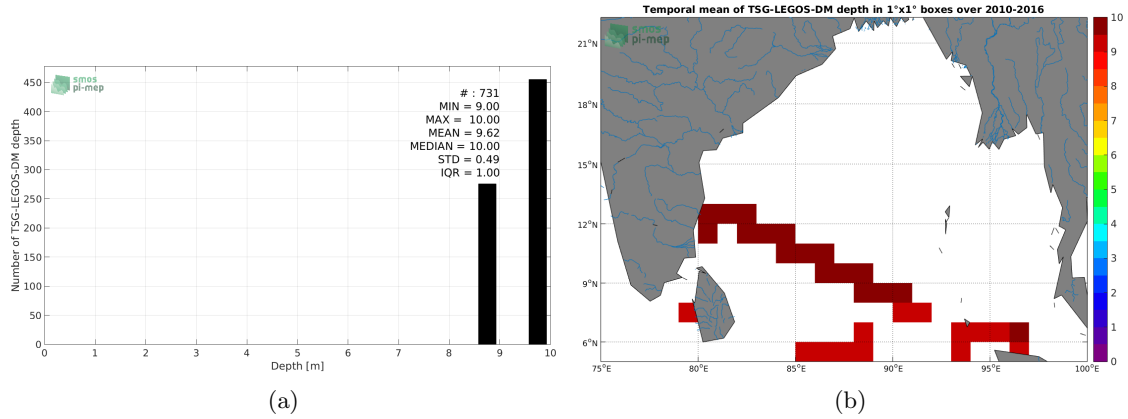 smos
pi-mep
# : 731
MIN = 9.00
MAX = 10.00
MEAN = 9.62
MEDIAN = 10.00
STD = 0.49
IQR = 1.00
450
400
350
300
250
200
150
100
50
0
Number of TSG-LEGOS-DM depth
0 1 2 3 4 5 6 7 8 9 10
Depth [m]
(a)
Temporal mean of TSG-LEGOS-DM depth in 1°x1° boxes over 2010-2016
smos
pi-mep
21°N
18°N
15°N
12°N
9°N
6°N
75°E 80°E 85°E 90°E 95°E 100°E
10
9
8
7
6
5
4
3
2
1
0
(b)